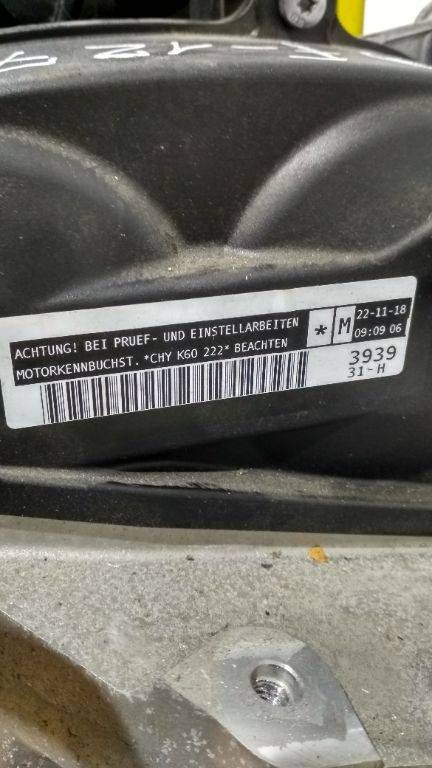 ACHTUNG! BEI PRUEF- UND EINSTELLARBEITEN
MOTORKENNBUCHST. *CHY K60 222* BEACHTEN
* M
22-11-18
09:09 06
3939
31-H